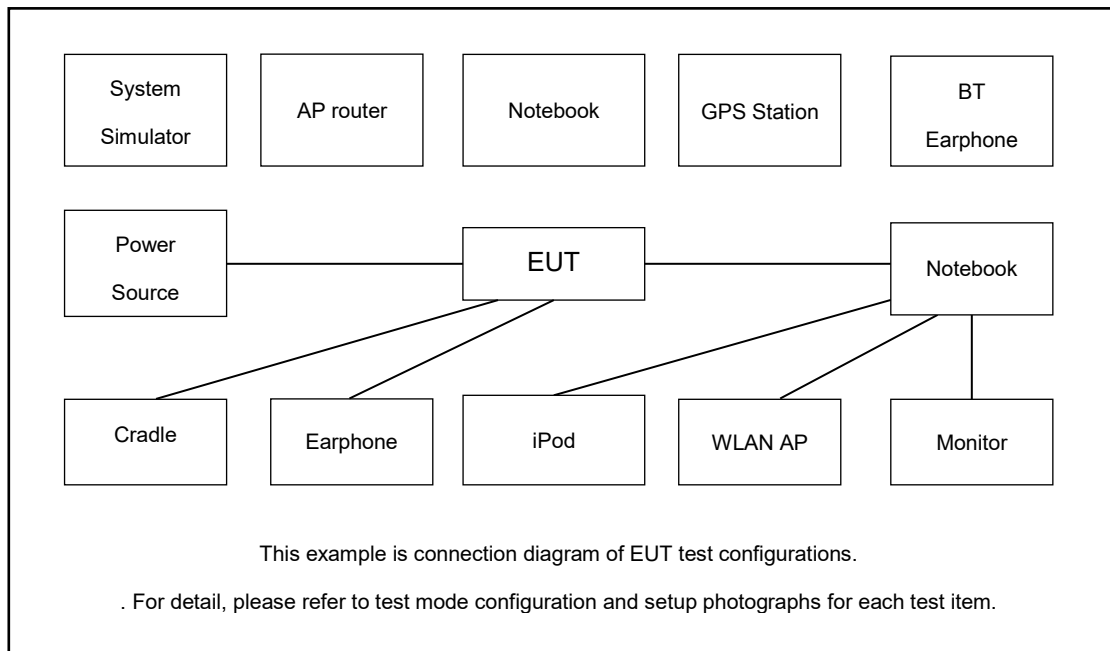 System
Simulator
AP router
Notebook
GPS Station
BT
Earphone
Power
Source
EUT
Notebook
Cradle
Earphone
iPod
WLAN AP
Monitor
This example is connection diagram of EUT test configurations.
. For detail, please refer to test mode configuration and setup photographs for each test item.